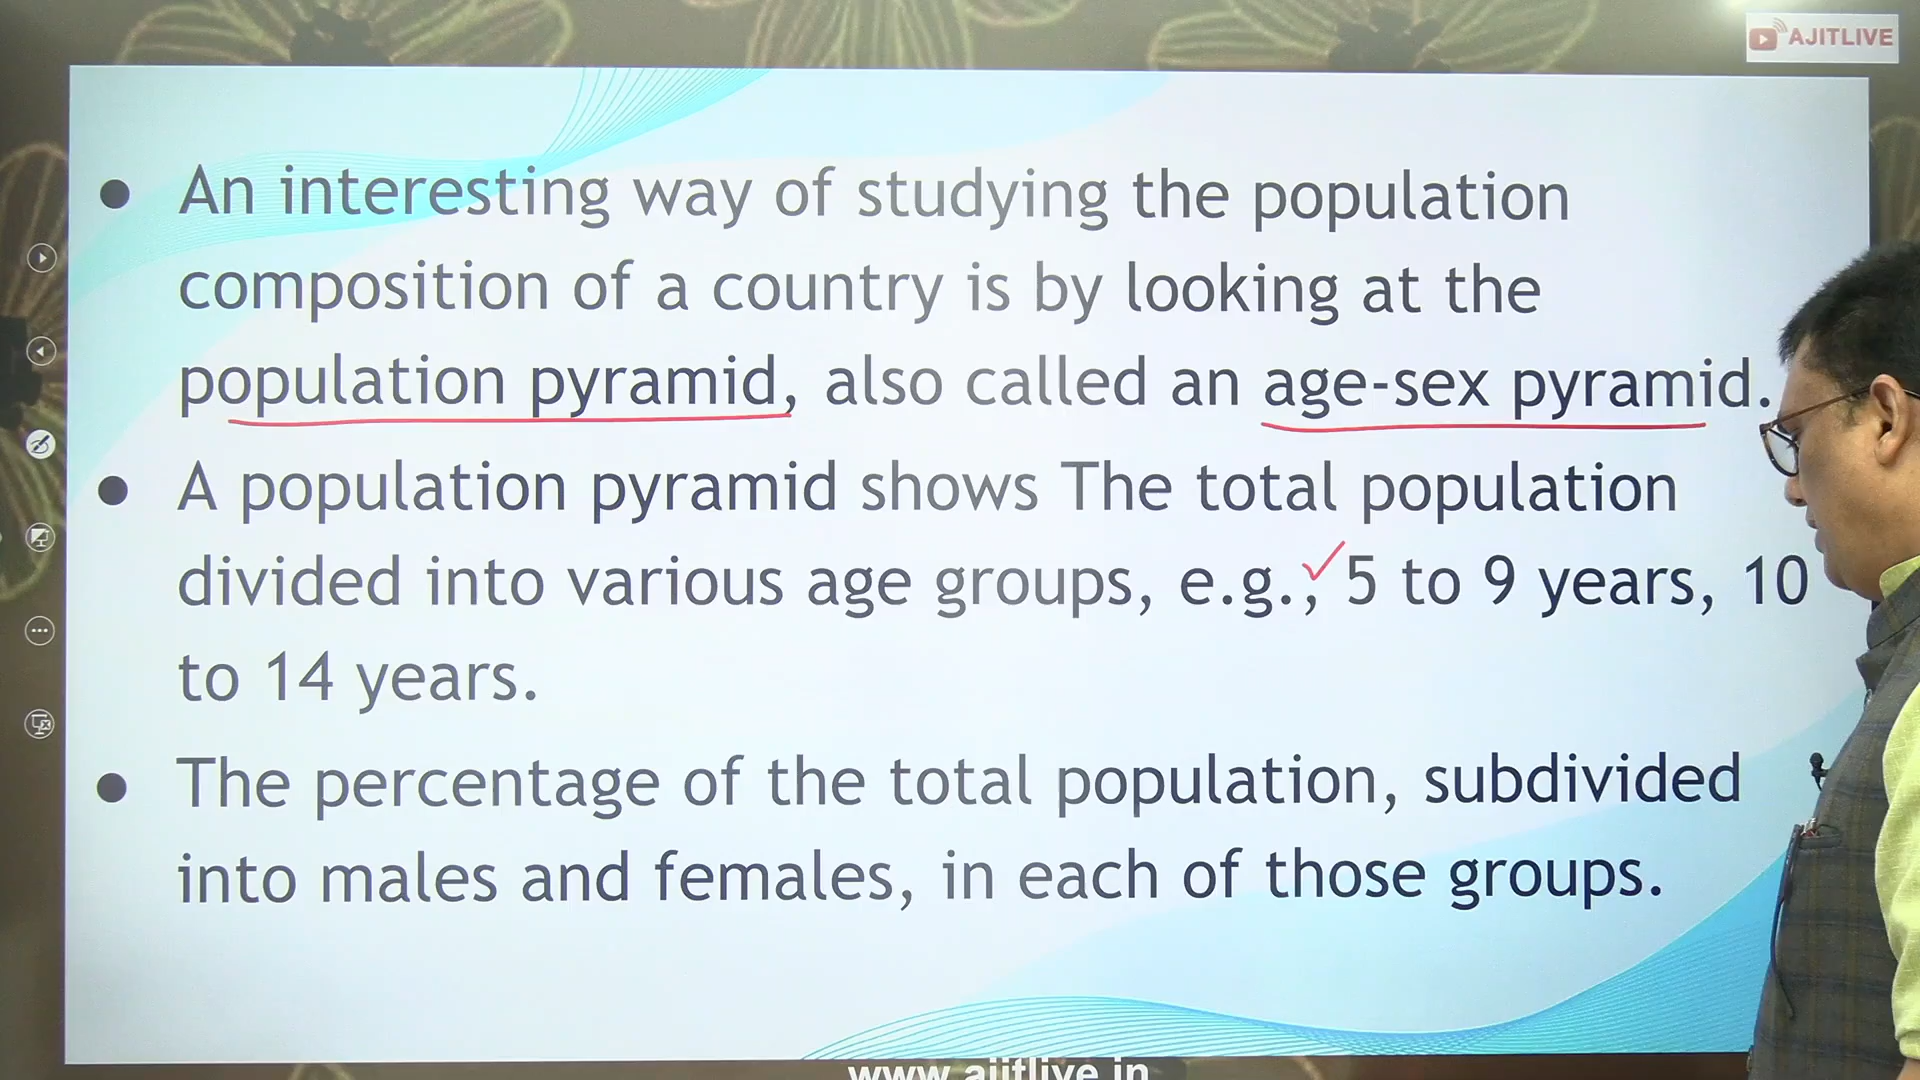 AJITLIVE
● An interesting way of studying the population
composition of a country is by looking at the
population pyramid, also called an age-sex pyramid.
● A population pyramid shows The total population
divided into various age groups, e.g., 5 to 9 years, 10
to 14 years.
● The percentage of the total population, subdivided
into males and females, in each of those groups.
www.ajitlive.in